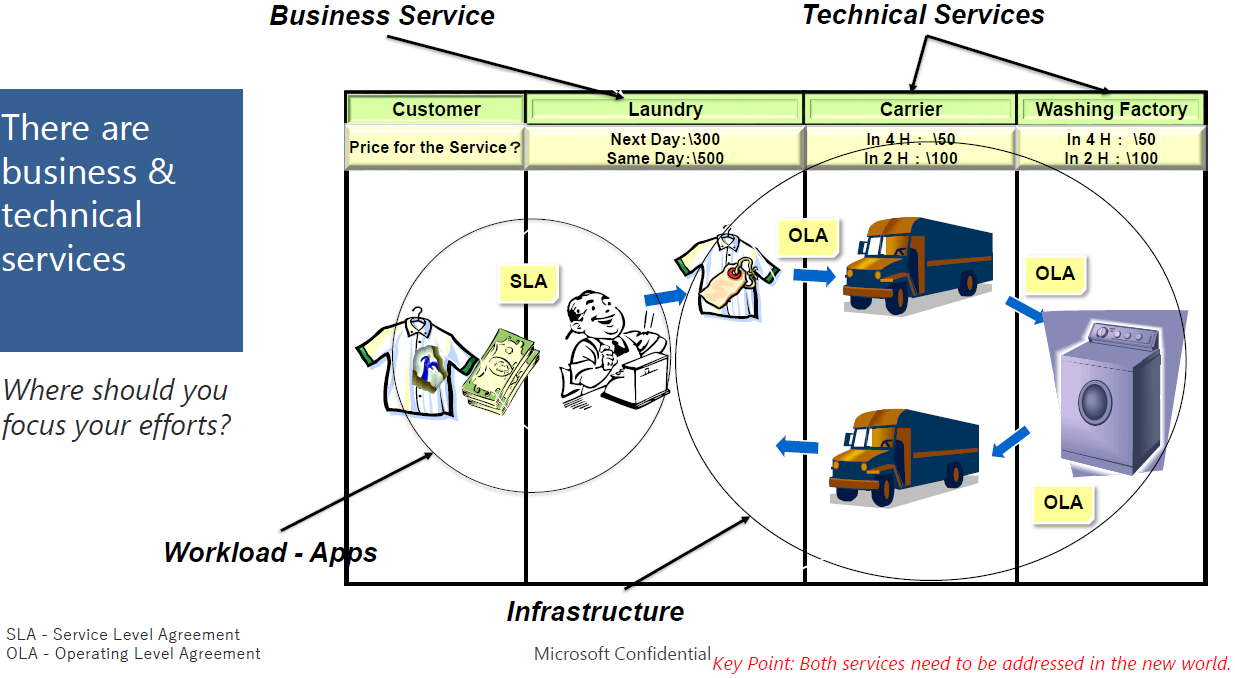 Business Service
Technical Services
There are
business &
technical
services
Where should you
focus your efforts?
Customer
Laundry
Carrier
Washing Factory
Price for the Service？
Next Day：\300
Same Day：\500
In 4 H： \50
In 2 H：\100
In 4 H： \50
In 2 H：\100
SLA
OLA
OLA
OLA
Workload - Apps
Infrastructure
SLA - Service Level Agreement
OLA - Operating Level Agreement
Microsoft Confidential
Key Point: Both services need to be addressed in the new world.